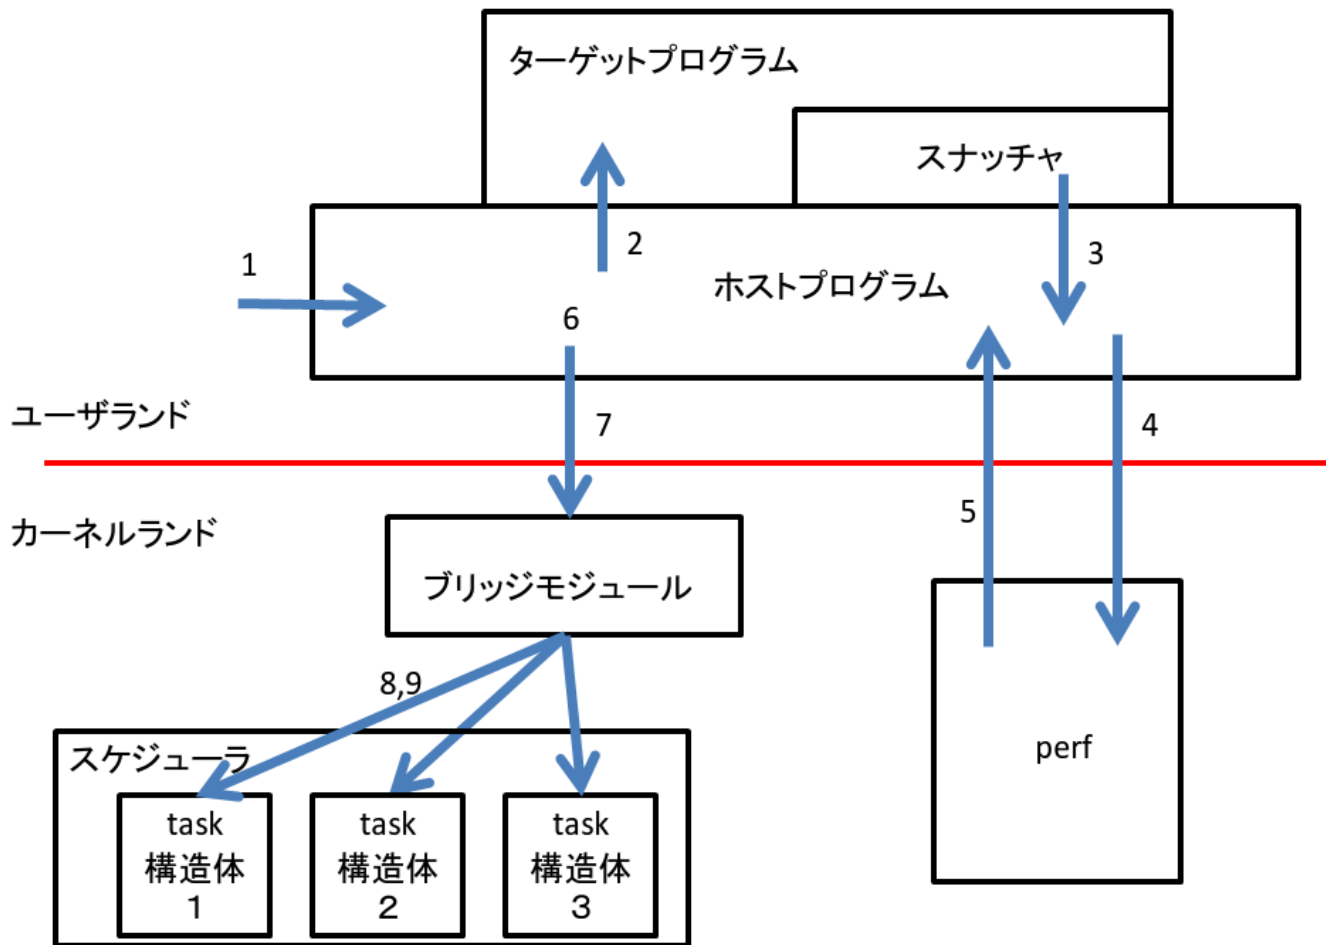 ターゲットプログラム
スナッチャ
1
2
3
ホストプログラム
6
ユーザランド
7
4
カーネルランド
5
ブリッジモジュール
8,9
スケジューラ
perf
task
構造体
1
task
構造体
2
task
構造体
3